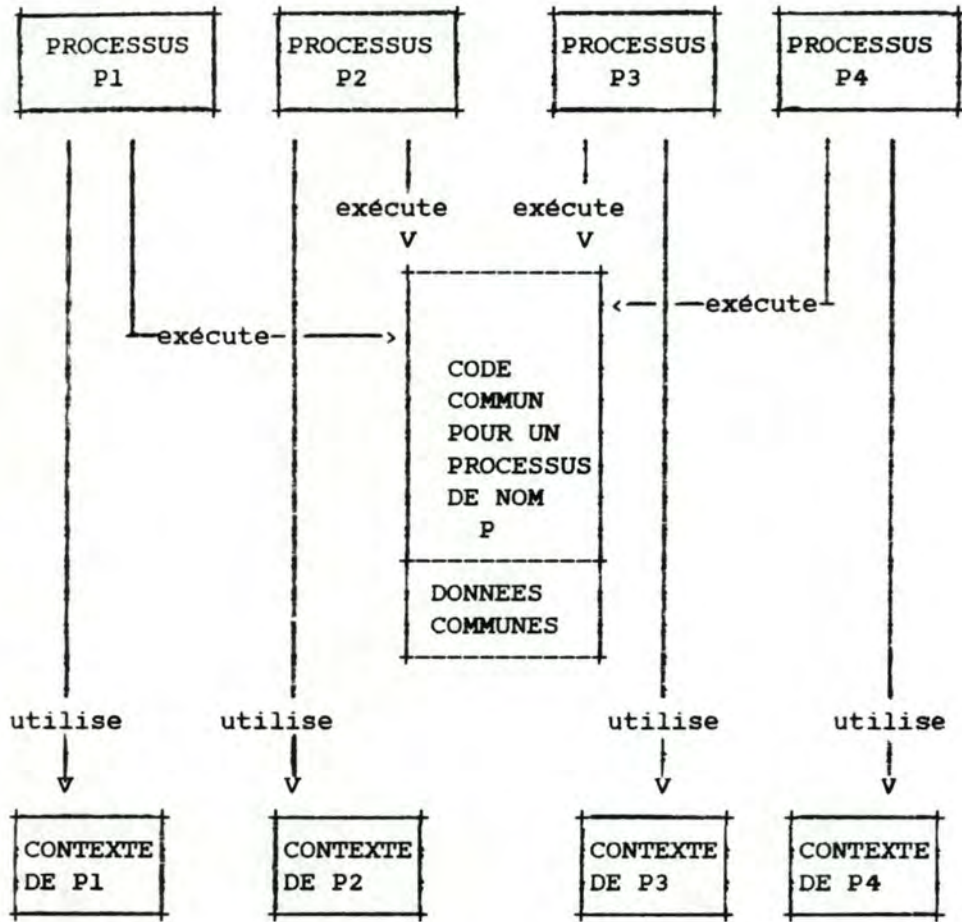 PROCESSUS PROCESSUS PROCESSUS PROCESSUS
P1 P2 P3 P4
exécute exécute
exécute
exécute
CODE
COMMUN
POUR UN
PROCESSUS
DE NOM
P
DONNEES
COMMUNES
utilise utilise utilise utilise
CONTEXTE CONTEXTE CONTEXTE CONTEXTE
DE P1 DE P2 DE P3 DE P4